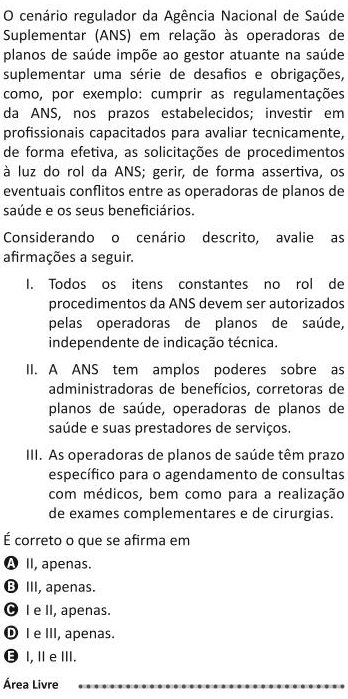 O cenário regulador da Agência Nacional de Saúde
Suplementar (ANS) em relação às operadoras de
planos de saúde impõe ao gestor atuante na saúde
suplementar uma série de desafios e obrigações,
como, por exemplo: cumprir as regulamentações
da ANS, nos prazos estabelecidos; investir em
profissionais capacitados para avaliar tecnicamente,
de forma efetiva, as solicitações de procedimentos
à luz do rol da ANS; gerir, de forma assertiva, os
eventuais conflitos entre as operadoras de planos de
saúde e os seus beneficiários.
Considerando o cenário descrito, avalie as
afirmações a seguir.
I. Todos os itens constantes no rol de
procedimentos da ANS devem ser autorizados
pelas operadoras de planos de saúde,
independente de indicação técnica.
II. A ANS tem amplos poderes sobre as
administradoras de benefícios, corretoras de
planos de saúde, operadoras de planos de
saúde e suas prestadores de serviços.
III. As operadoras de planos de saúde têm prazo
específico para o agendamento de consultas
com médicos, bem como para a realização
de exames complementares e de cirurgias.
É correto o que se afirma em
A II, apenas.
B III, apenas.
C I e II, apenas.
D I e III, apenas.
E I, II e III.
Área Livre